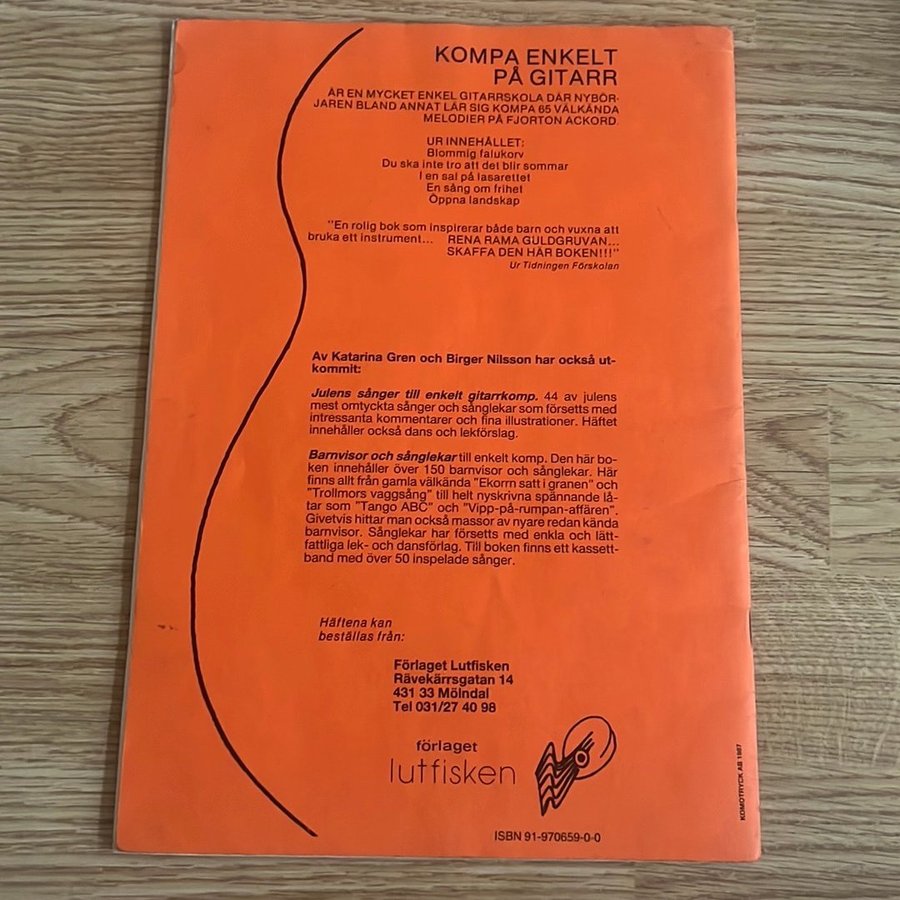 KOMPA ENKELT
PÅ GITARR
ÄR EN MYCKET ENKEL GITARRSKOLA DÄR NYBÖR-
JAREN BLAND ANNAT LÄR SIG KOMPA 65 VÄLKÄNDA
MELODIER PÅ FJORTON ACKORD.
UR INNEHÅLLET:
Blommig falukorv
Du ska inte tro att det blir sommar
I en sal på lasarettet
En sång om frihet
Öppna landskap
"En rolig bok som inspirerar både barn och vuxna att
bruka ett instrument... RENA RAMA GULDGRUVAN...
SKAFFA DEN HÄR BOKEN!!!"
Ur Tidningen Förskolan
Av Katarina Gren och Birger Nilsson har också ut-
kommit:
Julens sånger till enkelt gitarrkomp. 44 av julens
mest omtyckta sånger och sånglekar som försetts med
intressanta kommentarer och fina illustrationer. Häftet
innehåller också dans och lekförslag.
Barnvisor och sånglekar till enkelt komp. Den här bo-
ken innehåller över 150 barnvisor och sånglekar. Här
finns allt från gamla välkända "Ekorrn satt i granen" och
"Trollmors vaggsång" till helt nyskrivna spännande lå-
tar som "Tango ABC" och "Vipp-på-rumpan-affären".
Givetvis hittar man också massor av nyare redan kända
barnvisor. Sånglekar har försetts med enkla och lätt-
fattliga lek- och dansförlag. Till boken finns ett kassett-
band med över 50 inspelade sånger.
Häftena kan
beställas från:
Förlaget Lutfisken
Rävekärrsgatan 14
431 33 Mölndal
Tel 031/27 40 98
förlaget
lutfisken
ISBN 91-970659-0-0
KOMOTRYCK AB 1987